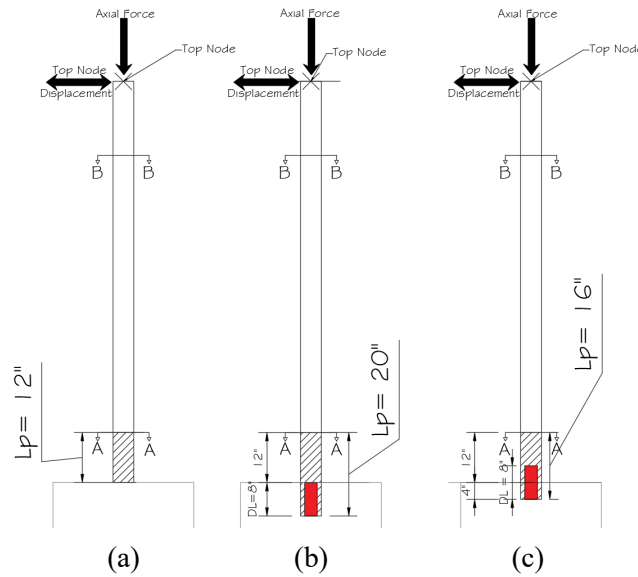 Axial Force
Top Node
Top Node
Displacement
B B
Lp= 12"
A A
(a)
Axial Force
Top Node
Top Node
Displacement
B B
Lp= 20"
A A
12"
DL=8"
(b)
Axial Force
Top Node
Top Node
Displacement
B B
Lp= 16"
A A
12"
DL = 8"
4"
(c)